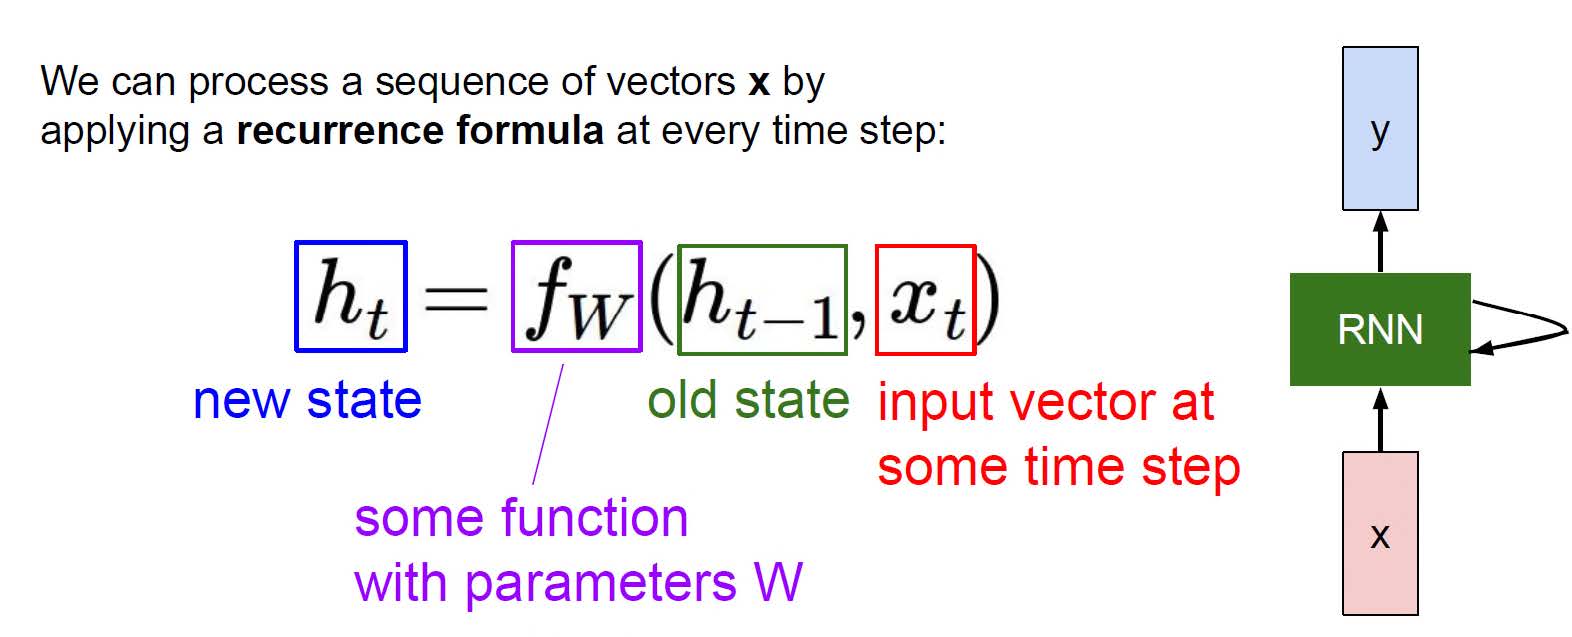 We can process a sequence of vectors x by
applying a recurrence formula at every time step:
h_t = f_W(h_{t-1}, x_t)
new state
old state
input vector at
some time step
some function
with parameters W
y
RNN
x